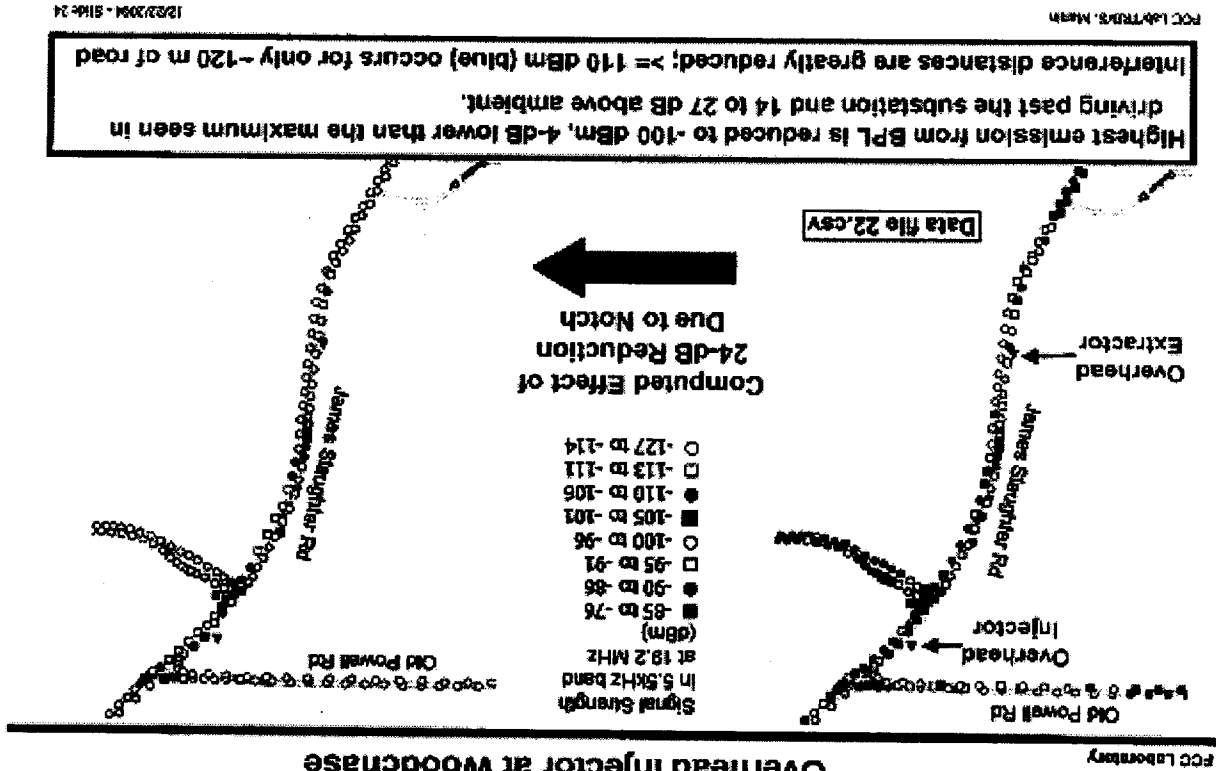 FCC Laboratory
Overhead Injector at Woodchase
Old Powell Rd
Overhead
Injector
James Slaughter Rd
Overhead
Extractor
Data file 22.csv
Signal Strength
in 5.5kHz band
at 19.2 MHz
(dBm)
-85 to -76
-90 to -86
-95 to -91
-100 to -96
-105 to -101
-110 to -106
-113 to -111
-127 to -114
Computed Effect of
24-dB Reduction
Due to Notch
Old Powell Rd
James Slaughter Rd
Highest emission from BPL is reduced to -100 dBm, 4-dB lower than the maximum seen in
driving past the substation and 14 to 27 dB above ambient.
Interference distances are greatly reduced; >= 110 dBm (blue) occurs for only ~120 m of road
FCC Lab/TRB/S. Martin
12/22/2004 - Slide 24